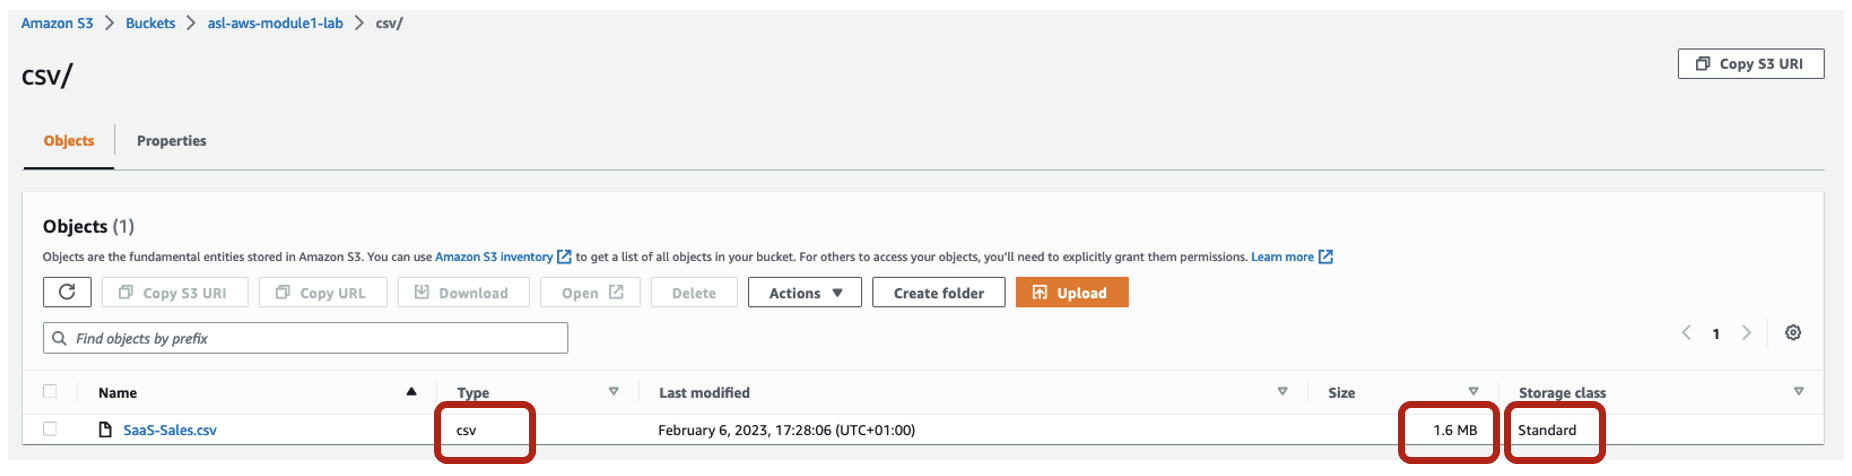 Amazon S3 > Buckets > asl-aws-module1-lab > csv/
csv/
Copy S3 URI
Objects
Properties
Objects (1)
Objects are the fundamental entities stored in Amazon S3. You can use Amazon S3 inventory to get a list of all objects in your bucket. For others to access your objects, you'll need to explicitly grant them permissions. Learn more
Copy S3 URI Copy URL Download Open Delete Actions Create folder Upload
Find objects by prefix
1
Name Type Last modified Size Storage class
SaaS-Sales.csv csv February 6, 2023, 17:28:06 (UTC+01:00) 1.6 MB Standard